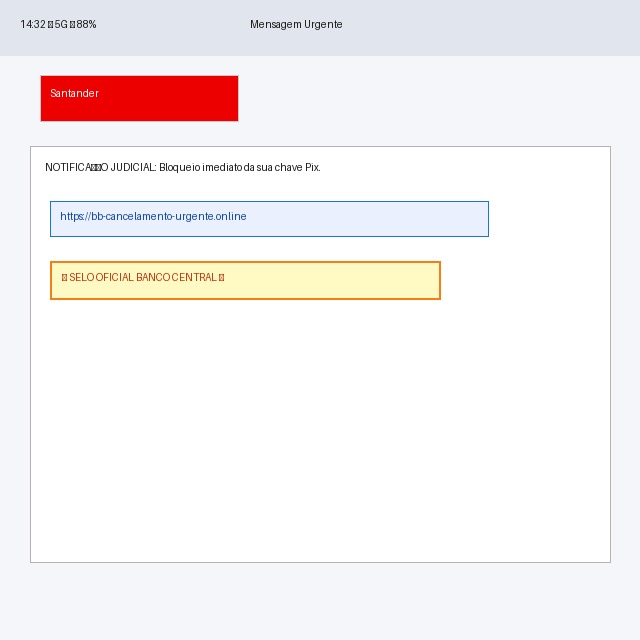 14:32 5G 88%
Mensagem Urgente
Santander
NOTIFICA□□O JUDICIAL: Bloqueio imediato da sua chave Pix.
https://bb-cancelamento-urgente.online
SELO OFICIAL BANCO CENTRAL